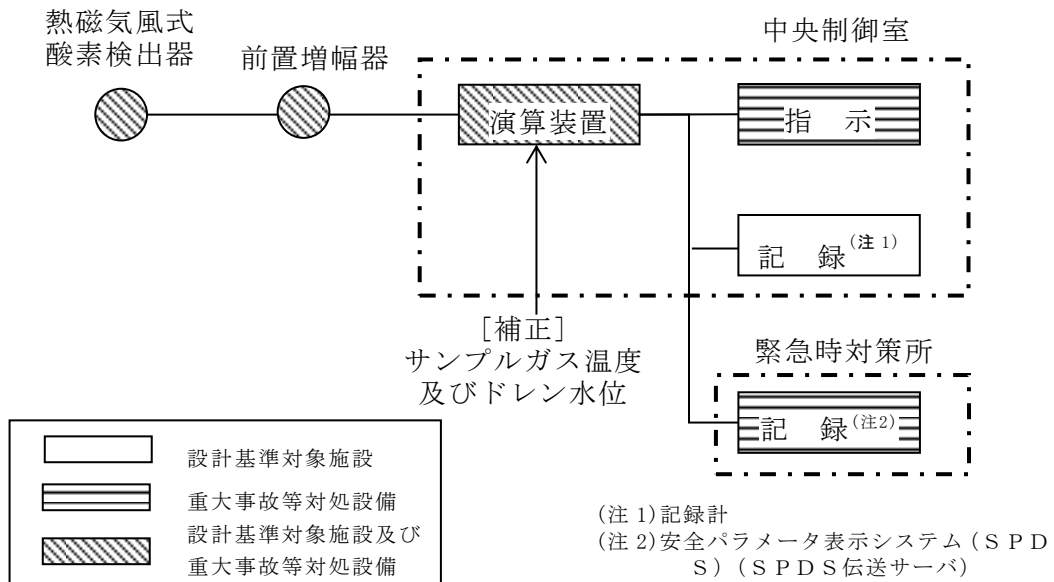 熱磁気風式
酸素検出器
前置増幅器
中央制御室
演算装置
指 示
記 録(注1)
[補正]
サンプルガス温度
及びドレン水位
緊急時対策所
記 録(注2)
設計基準対象施設
重大事故等対処設備
設計基準対象施設及び
重大事故等対処設備
(注 1)記録計
(注 2)安全パラメータ表示システム(SPD
S)(SPDS伝送サーバ)